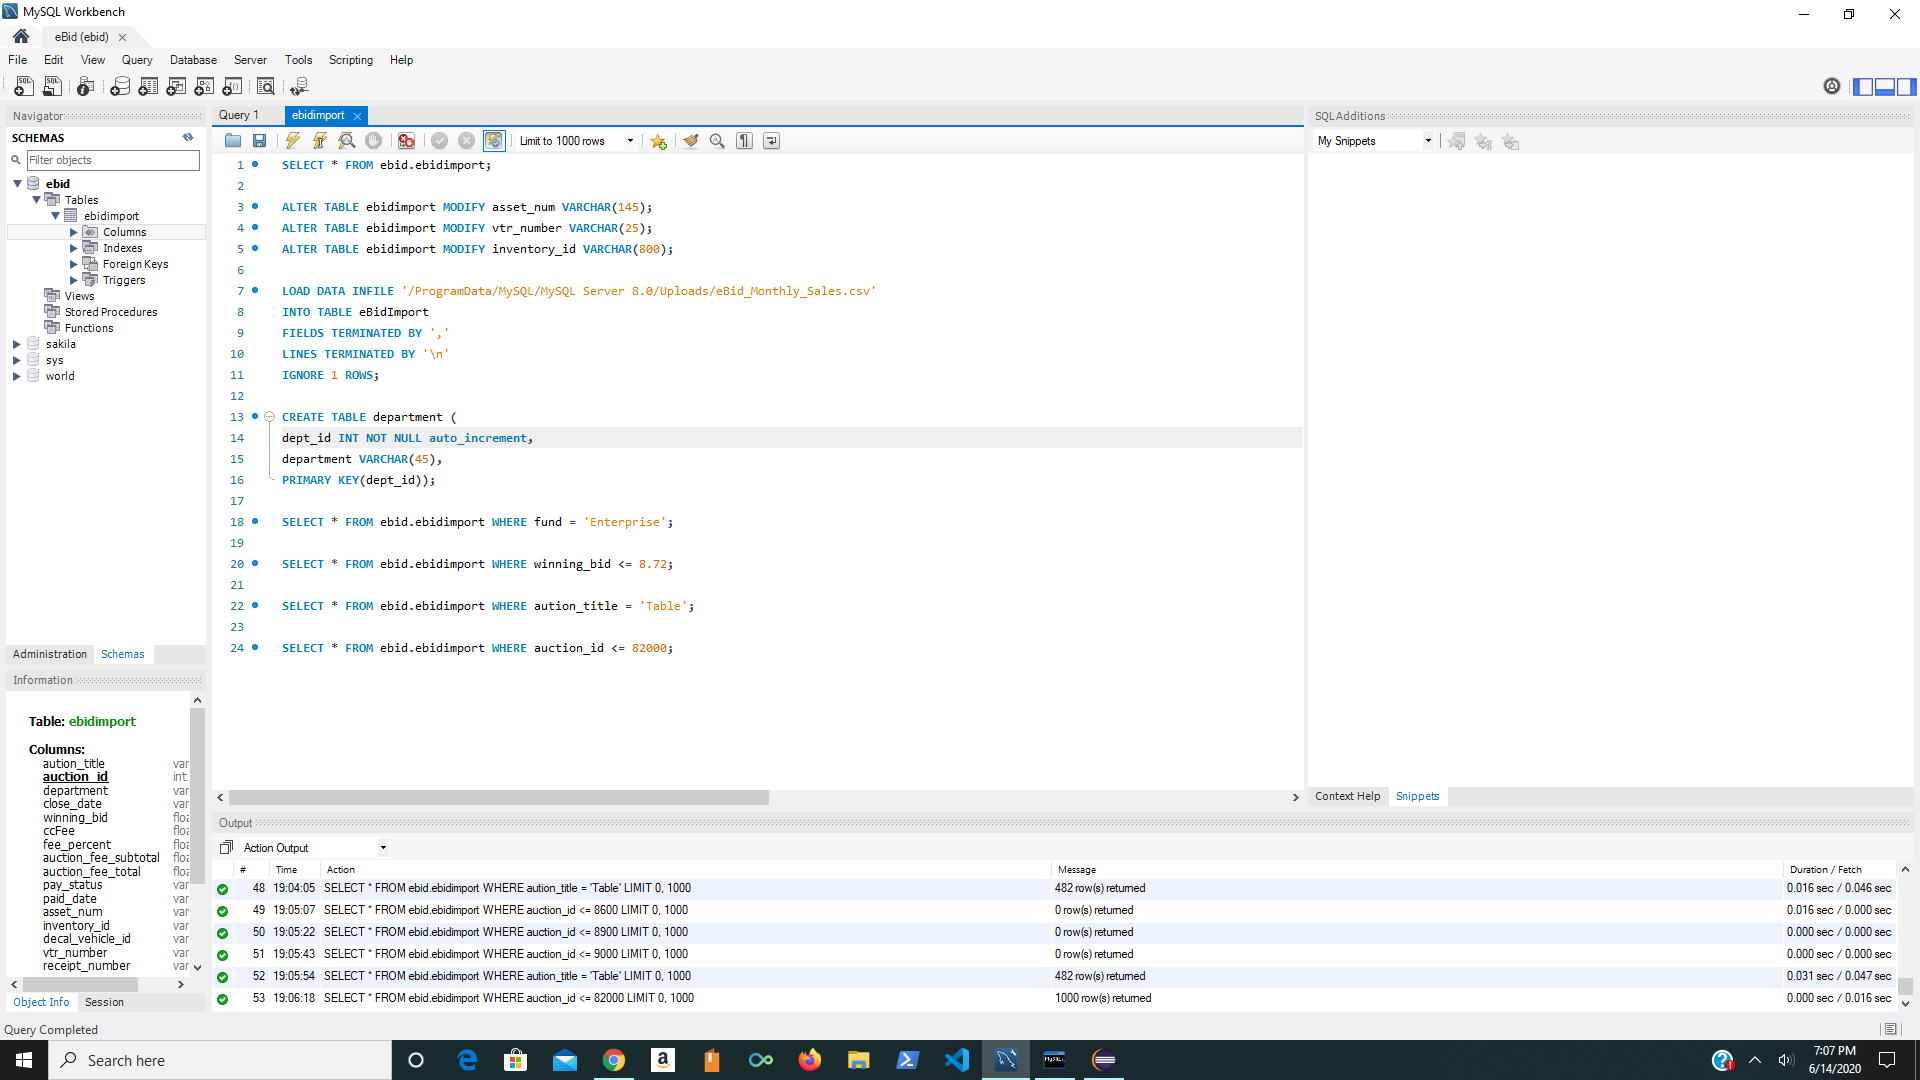 MySQL Workbench
eBid (ebid)
File Edit View Query Database Server Tools Scripting Help
Navigator
SCHEMAS
Filter objects
ebid
Tables
ebidimport
Columns
Indexes
Foreign Keys
Triggers
Views
Stored Procedures
Functions
sakila
sys
world
Administration Schemas
Information
Table: ebidimport
Columns:
aution_title var
auction_id int
department var
close_date var
winning_bid floa
ccFee floa
fee_percent floa
auction_fee_subtotal floa
auction_fee_total floa
pay_status var
paid_date var
asset_num var
inventory_id var
decal_vehicle_id var
vtr_number var
receipt_number var
Object Info Session
Query 1 ebidimport
Limit to 1000 rows
1 SELECT * FROM ebid.ebidimport;
2
3 ALTER TABLE ebidimport MODIFY asset_num VARCHAR(145);
4 ALTER TABLE ebidimport MODIFY vtr_number VARCHAR(25);
5 ALTER TABLE ebidimport MODIFY inventory_id VARCHAR(800);
6
7 LOAD DATA INFILE '/ProgramData/MySQL/MySQL Server 8.0/Uploads/eBid_Monthly_Sales.csv'
8 INTO TABLE eBidImport
9 FIELDS TERMINATED BY ','
10 LINES TERMINATED BY '\n'
11 IGNORE 1 ROWS;
12
13 CREATE TABLE department (
14 dept_id INT NOT NULL auto_increment,
15 department VARCHAR(45),
16 PRIMARY KEY(dept_id));
17
18 SELECT * FROM ebid.ebidimport WHERE fund = 'Enterprise';
19
20 SELECT * FROM ebid.ebidimport WHERE winning_bid <= 8.72;
21
22 SELECT * FROM ebid.ebidimport WHERE aution_title = 'Table';
23
24 SELECT * FROM ebid.ebidimport WHERE auction_id <= 82000;
SQLAdditions
My Snippets
Context Help Snippets
Output
Action Output
# Time Action Message Duration / Fetch
48 19:04:05 SELECT * FROM ebid.ebidimport WHERE aution_title = 'Table' LIMIT 0, 1000 482 row(s) returned 0.016 sec / 0.046 sec
49 19:05:07 SELECT * FROM ebid.ebidimport WHERE auction_id <= 8600 LIMIT 0, 1000 0 row(s) returned 0.016 sec / 0.000 sec
50 19:05:22 SELECT * FROM ebid.ebidimport WHERE auction_id <= 8900 LIMIT 0, 1000 0 row(s) returned 0.000 sec / 0.000 sec
51 19:05:43 SELECT * FROM ebid.ebidimport WHERE auction_id <= 9000 LIMIT 0, 1000 0 row(s) returned 0.000 sec / 0.000 sec
52 19:05:54 SELECT * FROM ebid.ebidimport WHERE aution_title = 'Table' LIMIT 0, 1000 482 row(s) returned 0.031 sec / 0.047 sec
53 19:06:18 SELECT * FROM ebid.ebidimport WHERE auction_id <= 82000 LIMIT 0, 1000 1000 row(s) returned 0.000 sec / 0.016 sec
Query Completed
Search here
7:07 PM
6/14/2020